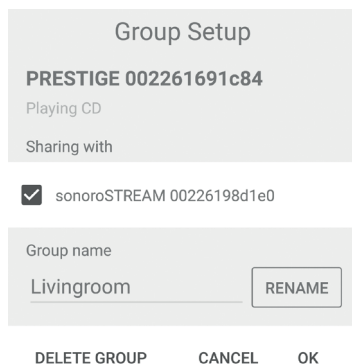 Group Setup
PRESTIGE 002261691c84
Playing CD
Sharing with
sonoroSTREAM 00226198d1e0
Group name
Livingroom
RENAME
DELETE GROUP CANCEL OK